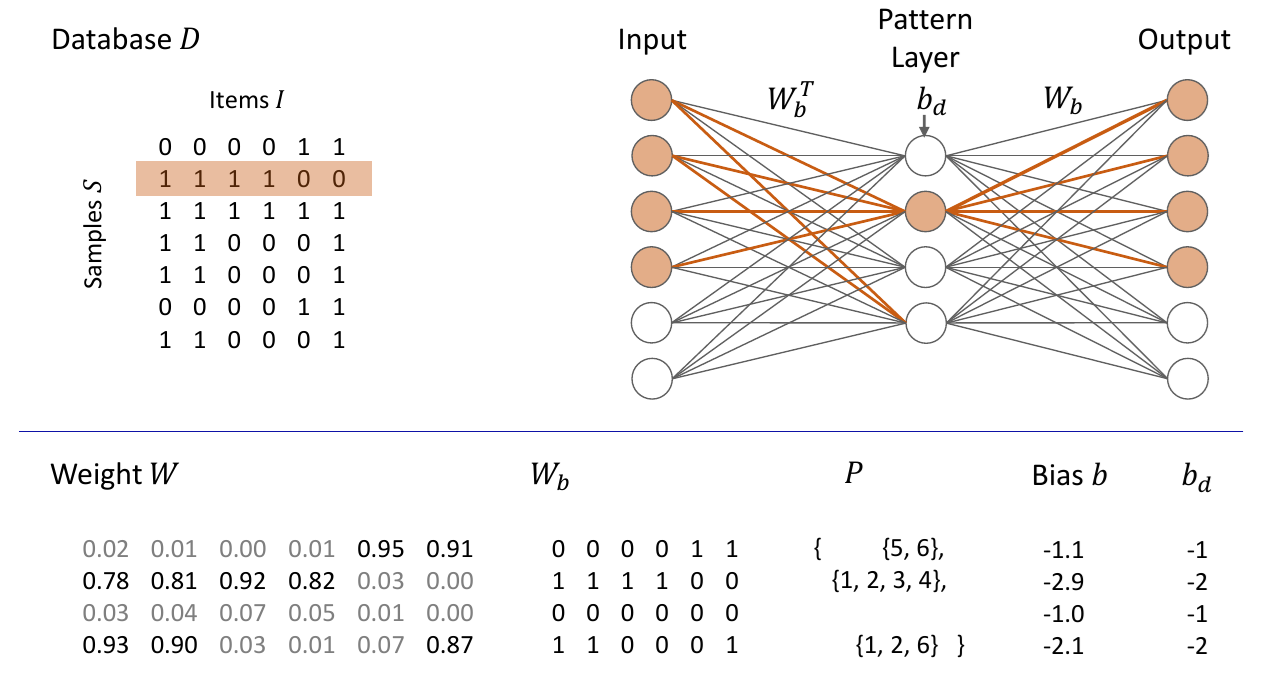 Database D
Items I
Samples S
0 0 0 0 1 1
1 1 1 1 0 0
1 1 1 1 1 1
1 1 0 0 0 1
1 1 0 0 0 1
0 0 0 0 1 1
1 1 0 0 0 1
Input
Pattern
Layer
Output
W_b^T
b_d
W_b
Weight W
0.02 0.01 0.00 0.01 0.95 0.91
0.78 0.81 0.92 0.82 0.03 0.00
0.03 0.04 0.07 0.05 0.01 0.00
0.93 0.90 0.03 0.01 0.07 0.87
W_b
0 0 0 0 1 1
1 1 1 1 0 0
0 0 0 0 0 0
1 1 0 0 0 1
P
{ {5, 6},
{1, 2, 3, 4},
{1, 2, 6} }
Bias b
-1.1
-2.9
-1.0
-2.1
b_d
-1
-2
-1
-2